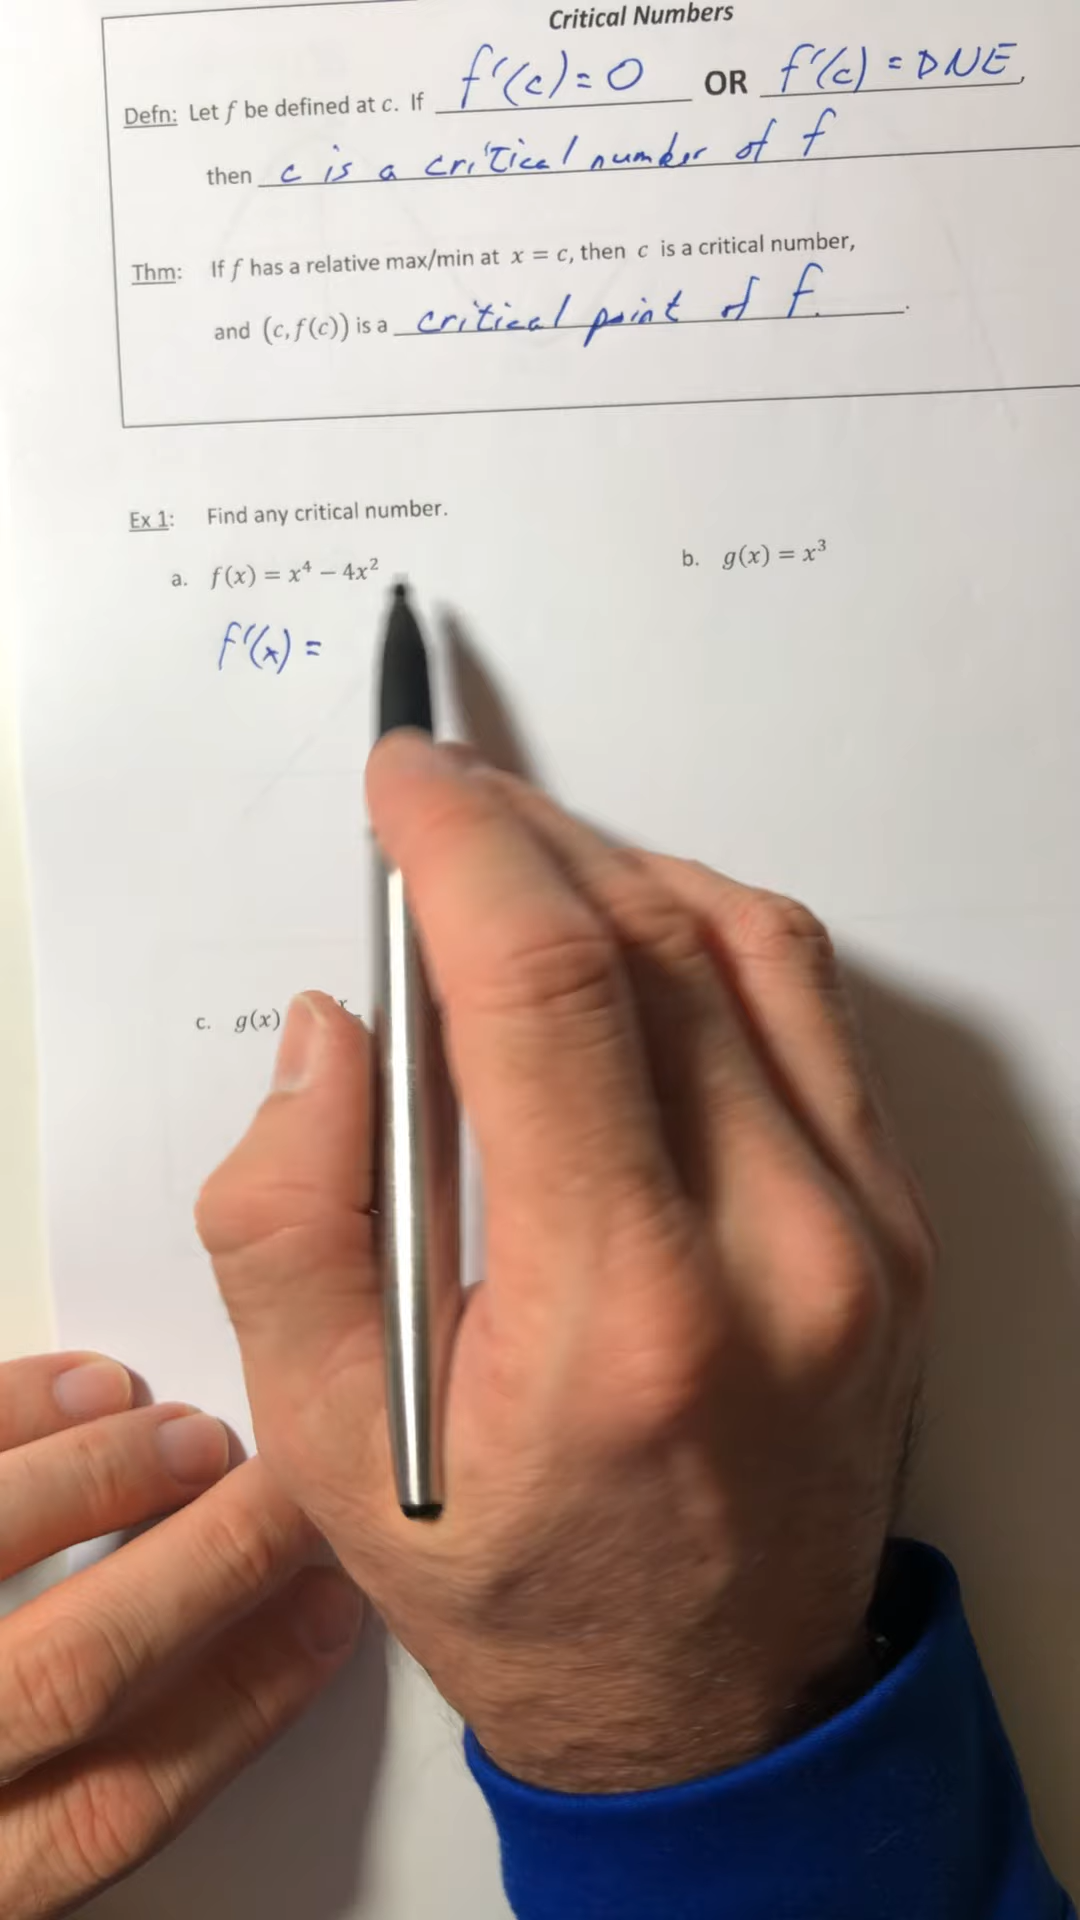 Critical Numbers
Defn: Let f be defined at c. If f'(c) = 0 OR f'(c) = DNE,
then c is a critical number of f
Thm: If f has a relative max/min at x = c, then c is a critical number,
and (c, f(c)) is a critical point of f.
Ex 1: Find any critical number.
a. f(x) = x⁴ − 4x²
b. g(x) = x³
f'(x) =
c. g(x)